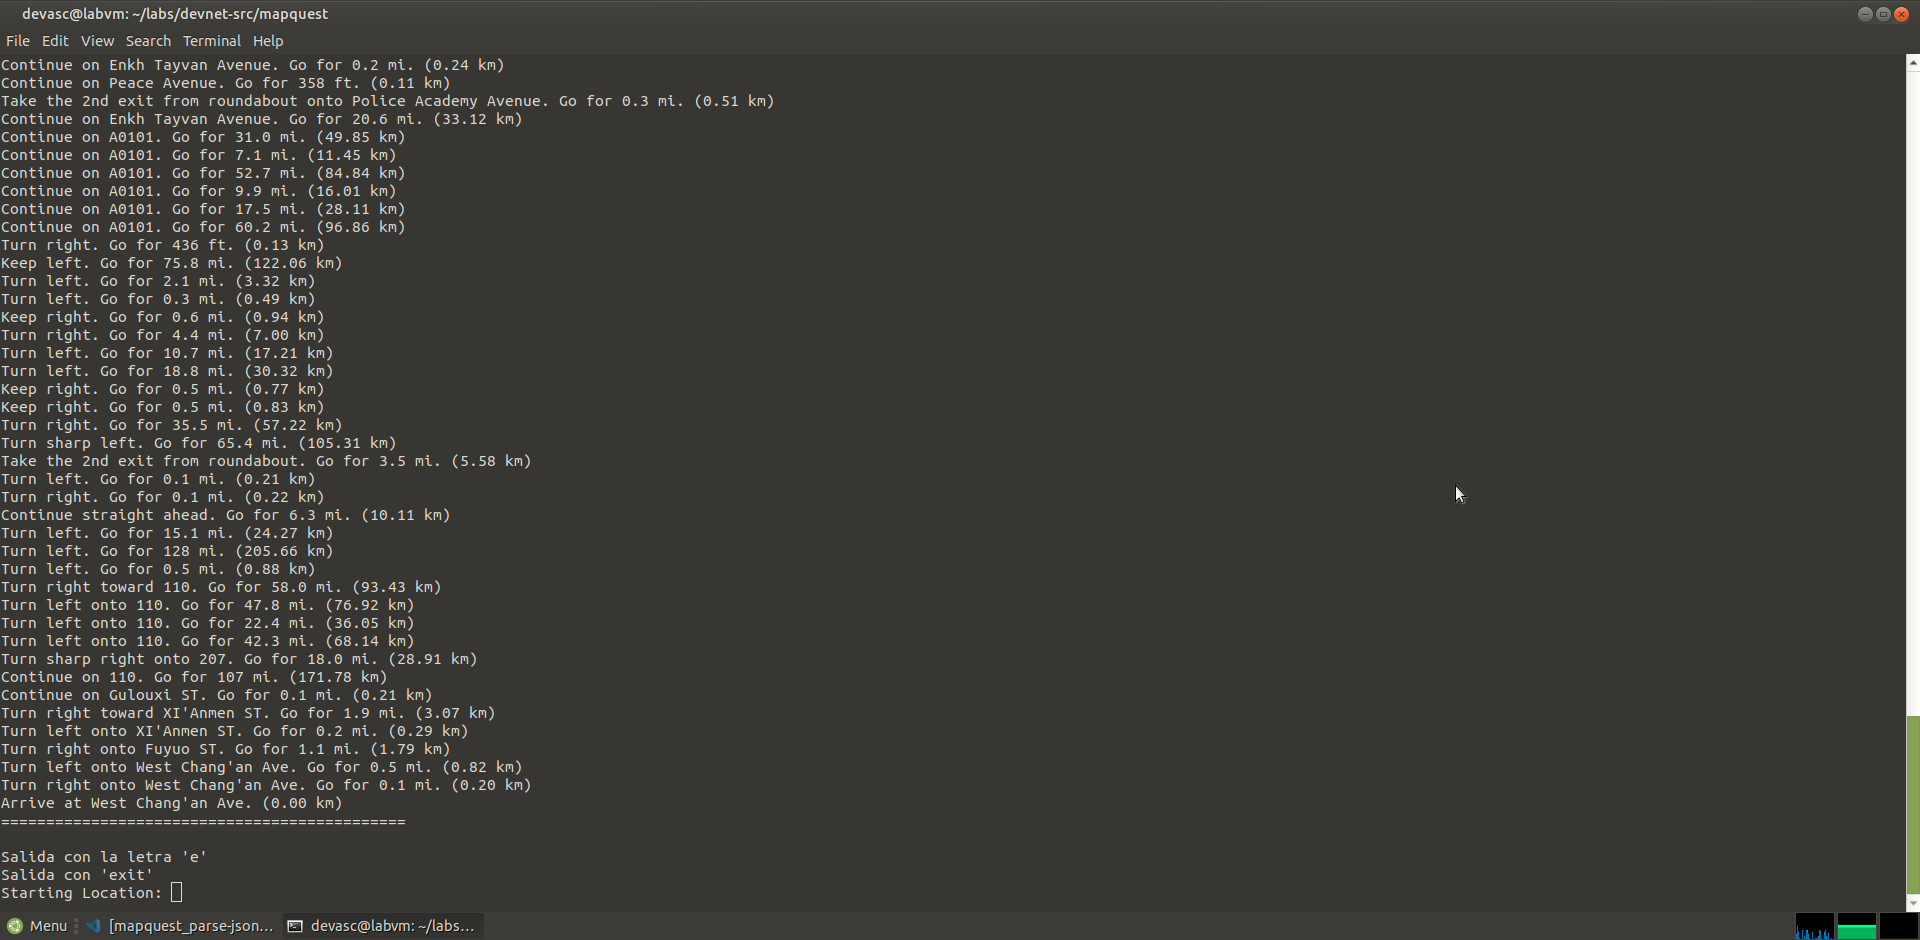 devasc@labvm: ~/labs/devnet-src/mapquest
File Edit View Search Terminal Help
Continue on Enkh Tayvan Avenue. Go for 0.2 mi. (0.24 km)
Continue on Peace Avenue. Go for 358 ft. (0.11 km)
Take the 2nd exit from roundabout onto Police Academy Avenue. Go for 0.3 mi. (0.51 km)
Continue on Enkh Tayvan Avenue. Go for 20.6 mi. (33.12 km)
Continue on A0101. Go for 31.0 mi. (49.85 km)
Continue on A0101. Go for 7.1 mi. (11.45 km)
Continue on A0101. Go for 52.7 mi. (84.84 km)
Continue on A0101. Go for 9.9 mi. (16.01 km)
Continue on A0101. Go for 17.5 mi. (28.11 km)
Continue on A0101. Go for 60.2 mi. (96.86 km)
Turn right. Go for 436 ft. (0.13 km)
Keep left. Go for 75.8 mi. (122.06 km)
Turn left. Go for 2.1 mi. (3.32 km)
Turn left. Go for 0.3 mi. (0.49 km)
Keep right. Go for 0.6 mi. (0.94 km)
Turn right. Go for 4.4 mi. (7.00 km)
Turn left. Go for 10.7 mi. (17.21 km)
Turn left. Go for 18.8 mi. (30.32 km)
Keep right. Go for 0.5 mi. (0.77 km)
Keep right. Go for 0.5 mi. (0.83 km)
Turn right. Go for 35.5 mi. (57.22 km)
Turn sharp left. Go for 65.4 mi. (105.31 km)
Take the 2nd exit from roundabout. Go for 3.5 mi. (5.58 km)
Turn left. Go for 0.1 mi. (0.21 km)
Turn right. Go for 0.1 mi. (0.22 km)
Continue straight ahead. Go for 6.3 mi. (10.11 km)
Turn left. Go for 15.1 mi. (24.27 km)
Turn left. Go for 128 mi. (205.66 km)
Turn left. Go for 0.5 mi. (0.88 km)
Turn right toward 110. Go for 58.0 mi. (93.43 km)
Turn left onto 110. Go for 47.8 mi. (76.92 km)
Turn left onto 110. Go for 22.4 mi. (36.05 km)
Turn left onto 110. Go for 42.3 mi. (68.14 km)
Turn sharp right onto 207. Go for 18.0 mi. (28.91 km)
Continue on 110. Go for 107 mi. (171.78 km)
Continue on Gulouxi ST. Go for 0.1 mi. (0.21 km)
Turn right toward XI'Anmen ST. Go for 1.9 mi. (3.07 km)
Turn left onto XI'Anmen ST. Go for 0.2 mi. (0.29 km)
Turn right onto Fuyuo ST. Go for 1.1 mi. (1.79 km)
Turn left onto West Chang'an Ave. Go for 0.5 mi. (0.82 km)
Turn right onto West Chang'an Ave. Go for 0.1 mi. (0.20 km)
Arrive at West Chang'an Ave. (0.00 km)
=============================================
Salida con la letra 'e'
Salida con 'exit'
Starting Location:
Menu [mapquest_parse-json... devasc@labvm: ~/labs...